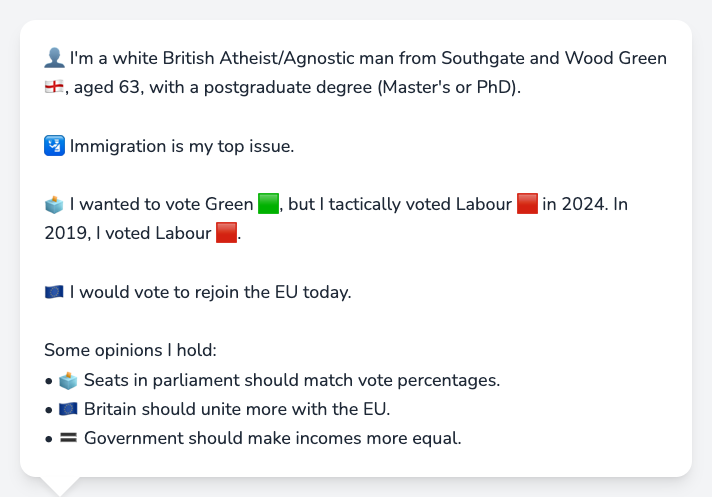 👤 I'm a white British Atheist/Agnostic man from Southgate and Wood Green
🏴󠁧󠁢󠁥󠁮󠁧󠁿, aged 63, with a postgraduate degree (Master's or PhD).
🛂 Immigration is my top issue.
🗳️ I wanted to vote Green 🟩, but I tactically voted Labour 🟥 in 2024. In
2019, I voted Labour 🟥.
🇪🇺 I would vote to rejoin the EU today.
Some opinions I hold:
• 🗳️ Seats in parliament should match vote percentages.
• 🇪🇺 Britain should unite more with the EU.
• 🟰 Government should make incomes more equal.